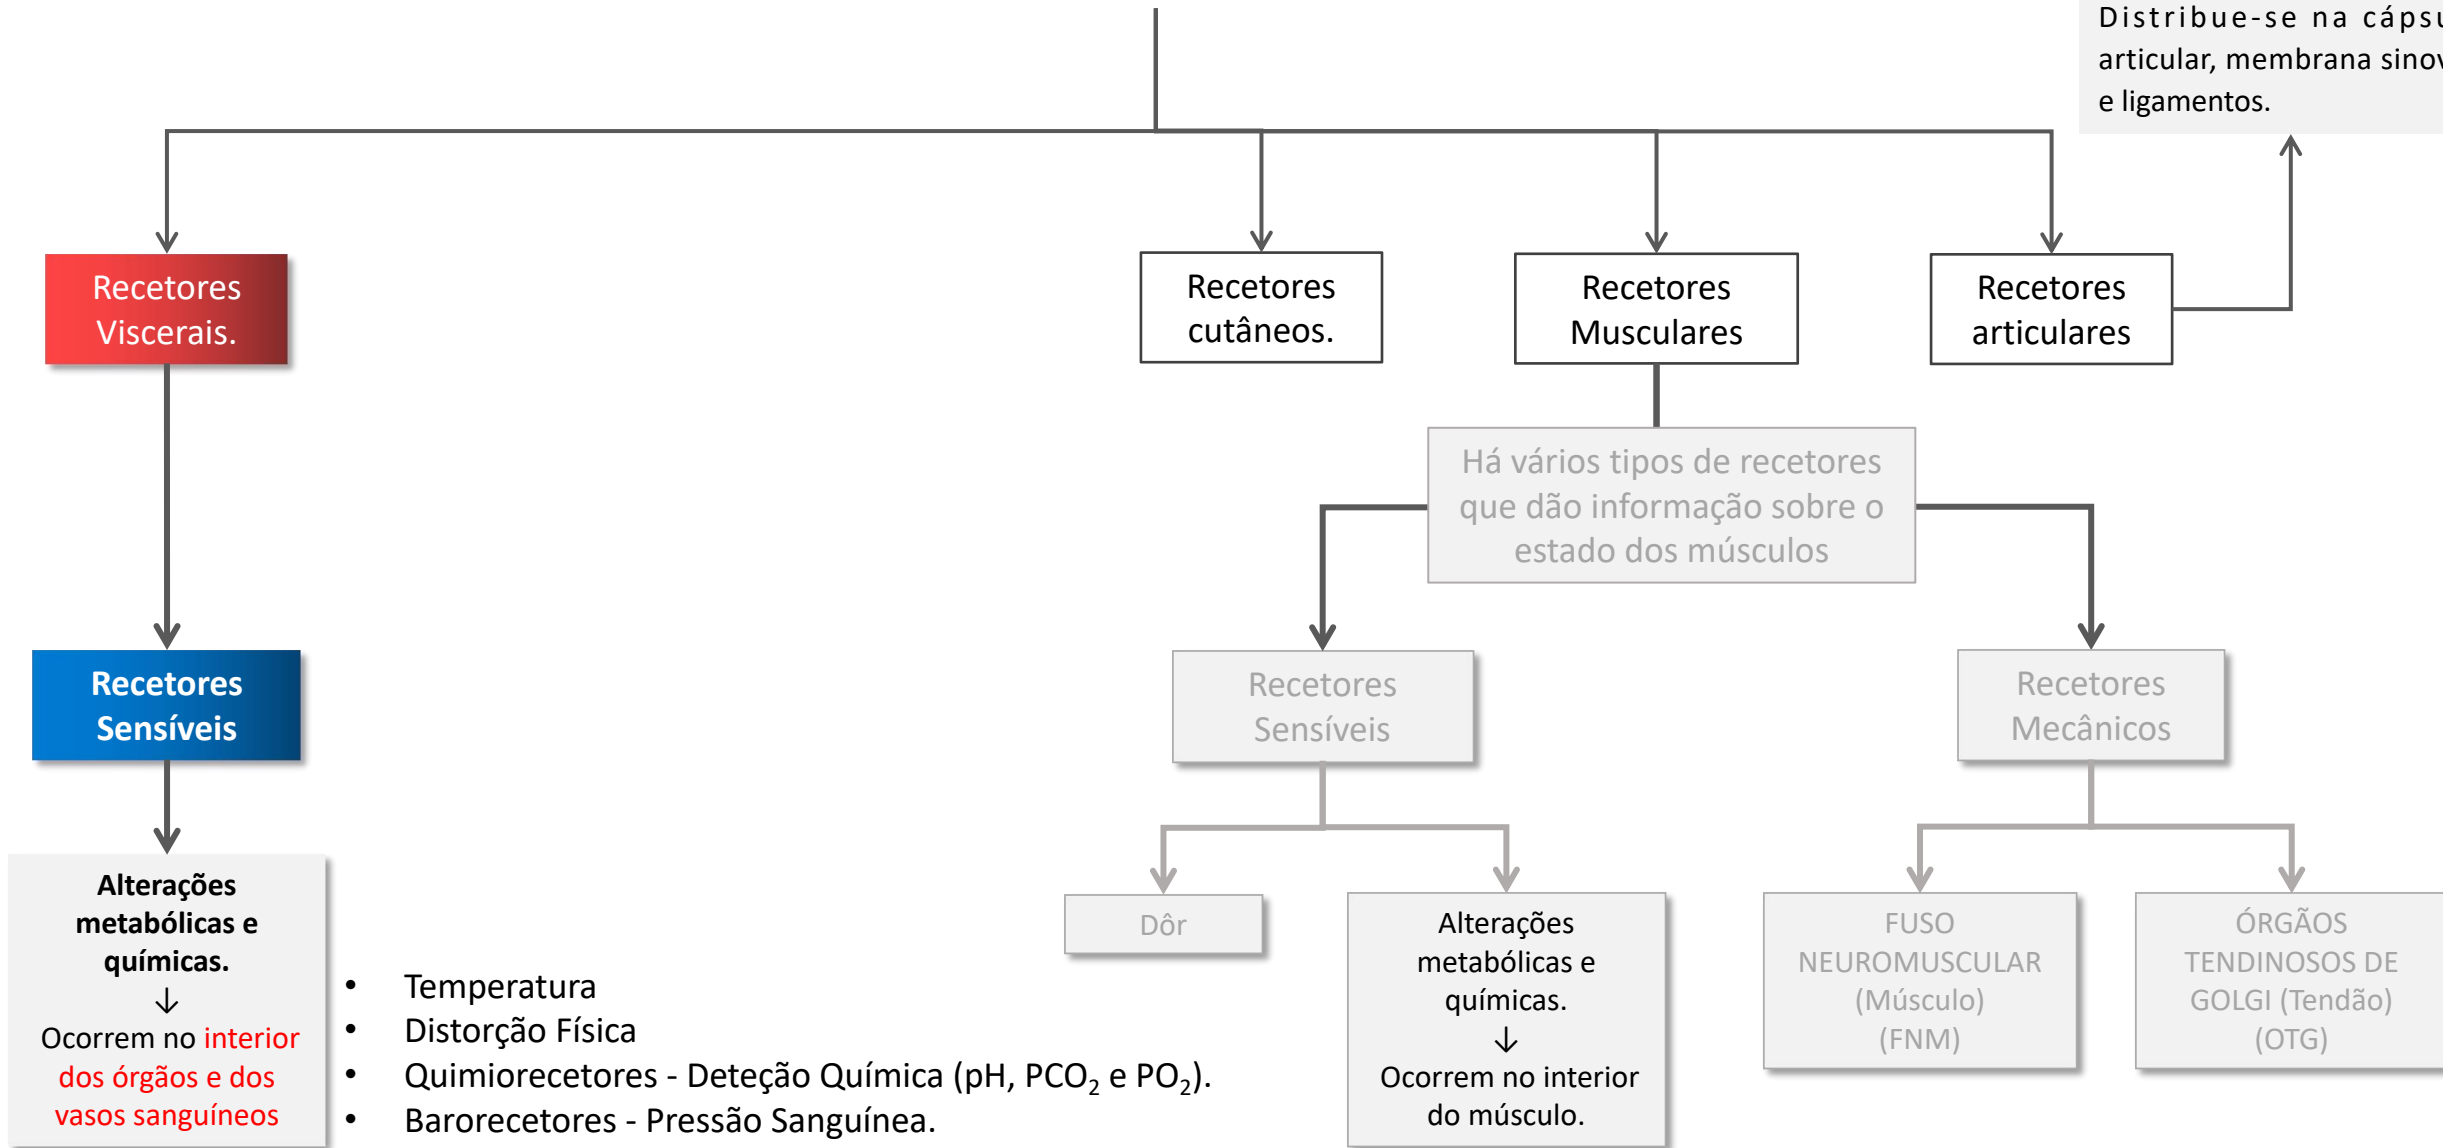 Distribue-se na
articular, membrana
e ligamentos.
Recetores
Viscerais.
Recetores
cutâneos.
Recetores
Musculares
Recetores
articulares
Há vários tipos de recetores
que dão informação sobre o
estado dos músculos
Recetores
Sensíveis
Recetores
Sensíveis
Recetores
Mecânicos
Alterações
metabólicas e
químicas.
↓
Ocorrem no interior
dos órgãos e dos
vasos sanguíneos
• Temperatura
• Distorção Física
• Quimiorecetores - Deteção Química (pH, PCO₂ e PO₂).
• Barorecetores - Pressão Sanguínea.
Dôr
Alterações
metabólicas e
químicas.
↓
Ocorrem no interior
do músculo.
FUSO
NEUROMUSCULAR
(Músculo)
(FNM)
ÓRGÃOS
TENDINOSOS DE
GOLGI (Tendão)
(OTG)